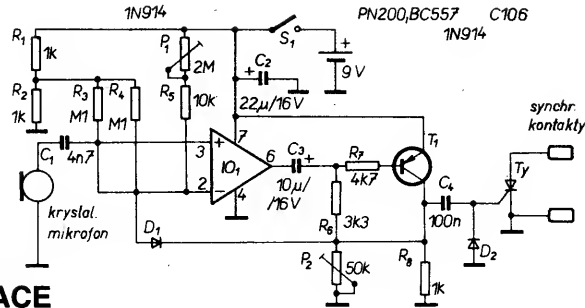 1N914
PN200,BC557 C106
1N914
R1
1k
R2
1k
R3
M1
R4
M1
P1
2M
R5
10k
C2
22µ/16V
S1
+
9V
C1
4n7
krystal.
mikrofon
3
2
+
−
IO1
7
6
4
C3
+
10µ/
/16V
R7
4k7
R6
3k3
T1
C4
100n
Ty
synchr.
kontakty
D1
P2
50k
R8
1k
D2
ACE